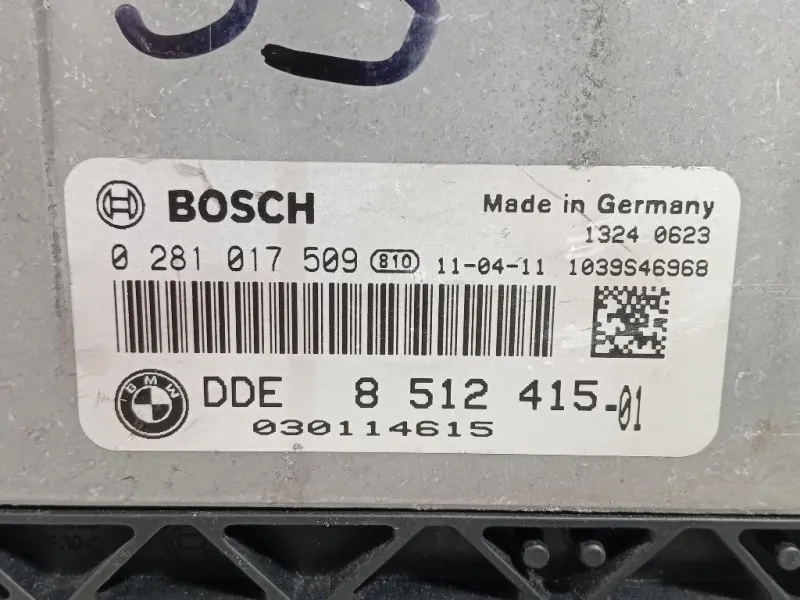 BOSCH Made in Germany
1324 0623
0 281 017 509 810 11-04-11 1039S46968
BMW DDE 8 512 415-01
030114615